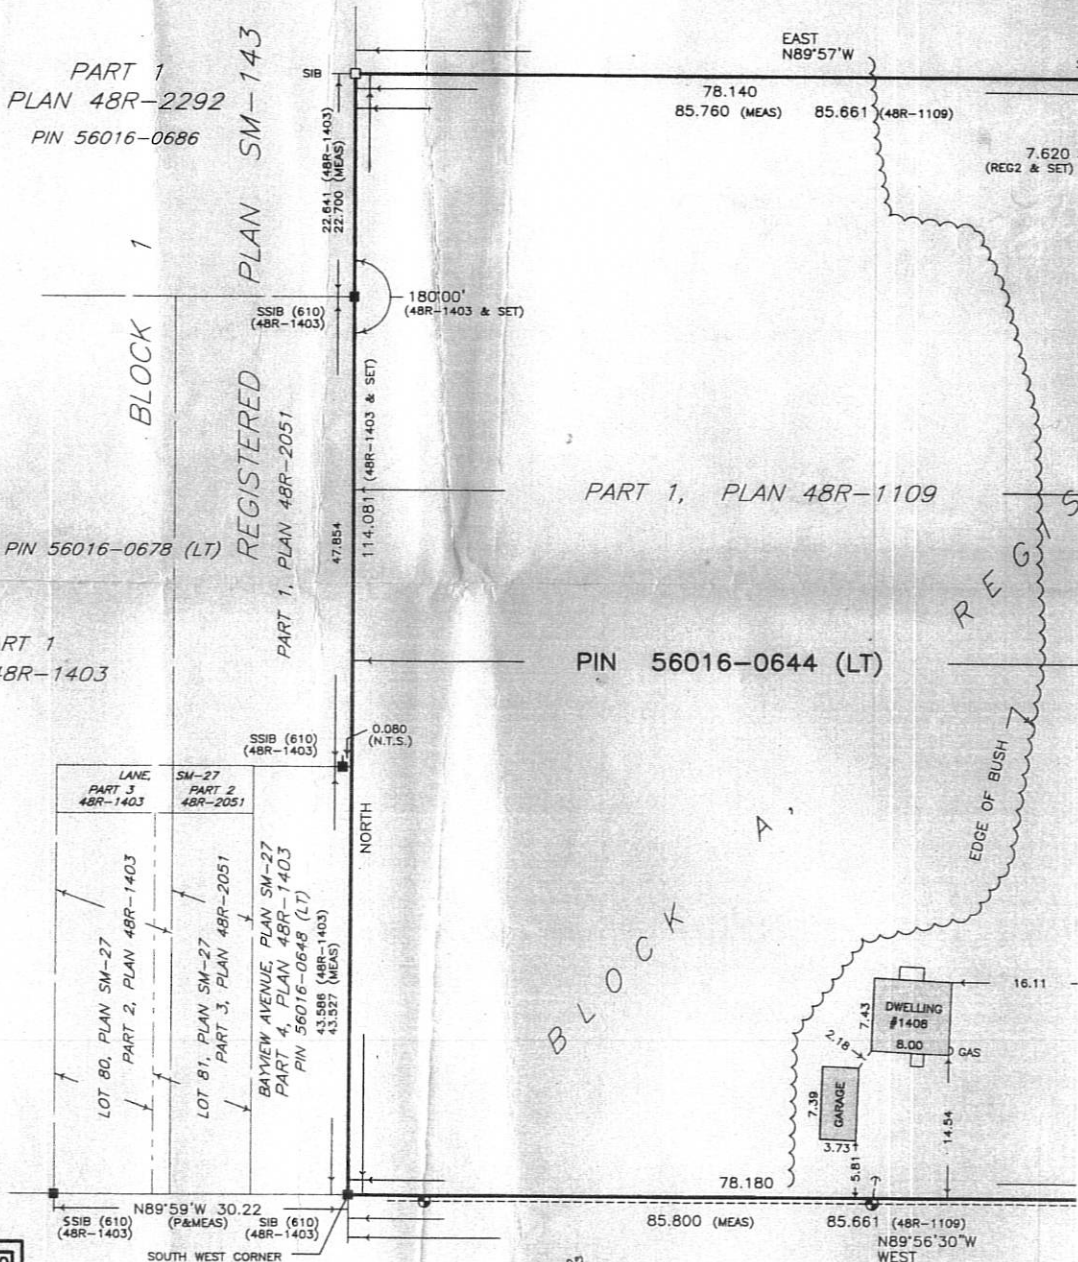 PART 1
PLAN 48R-2292
PIN 56016-0686
BLOCK 1
REGISTERED PLAN SM-143
SIB
EAST
N89°57'W
78.140
85.760 (MEAS)
85.661 (48R-1109)
7.620
(REG2 & SET)
22.641 (48R-1403)
22.700 (MEAS)
180°00'
(48R-1403 & SET)
SSIB (610)
(48R-1403)
114.081 (48R-1403 & SET)
47.854
PART 1, PLAN 48R-2051
PART 1, PLAN 48R-1109
PIN 56016-0678 (LT)
RT 1
48R-1403
PIN 56016-0644 (LT)
REGIS
SSIB (610)
(48R-1403)
0.080
(N.T.S.)
LANE, SM-27
PART 3
48R-1403
PART 2
48R-2051
NORTH
BLOCK 'A'
EDGE OF BUSH
LOT 80, PLAN SM-27
PART 2, PLAN 48R-1403
LOT 81, PLAN SM-27
PART 3, PLAN 48R-2051
BAYVIEW AVENUE, PLAN SM-27
PART 4, PLAN 48R-1403
PIN 56016-0648 (LT)
43.586 (48R-1403)
43.527 (MEAS)
16.11
7.43
DWELLING
#1408
8.00
GAS
2.18
GARAGE
7.39
3.73
5.81
14.54
78.180
N89°59'W 30.22
(P&MEAS)
SSIB (610)
(48R-1403)
SIB (610)
(48R-1403)
85.800 (MEAS)
85.661 (48R-1109)
N89°56'30"W
WEST
SOUTH WEST CORNER